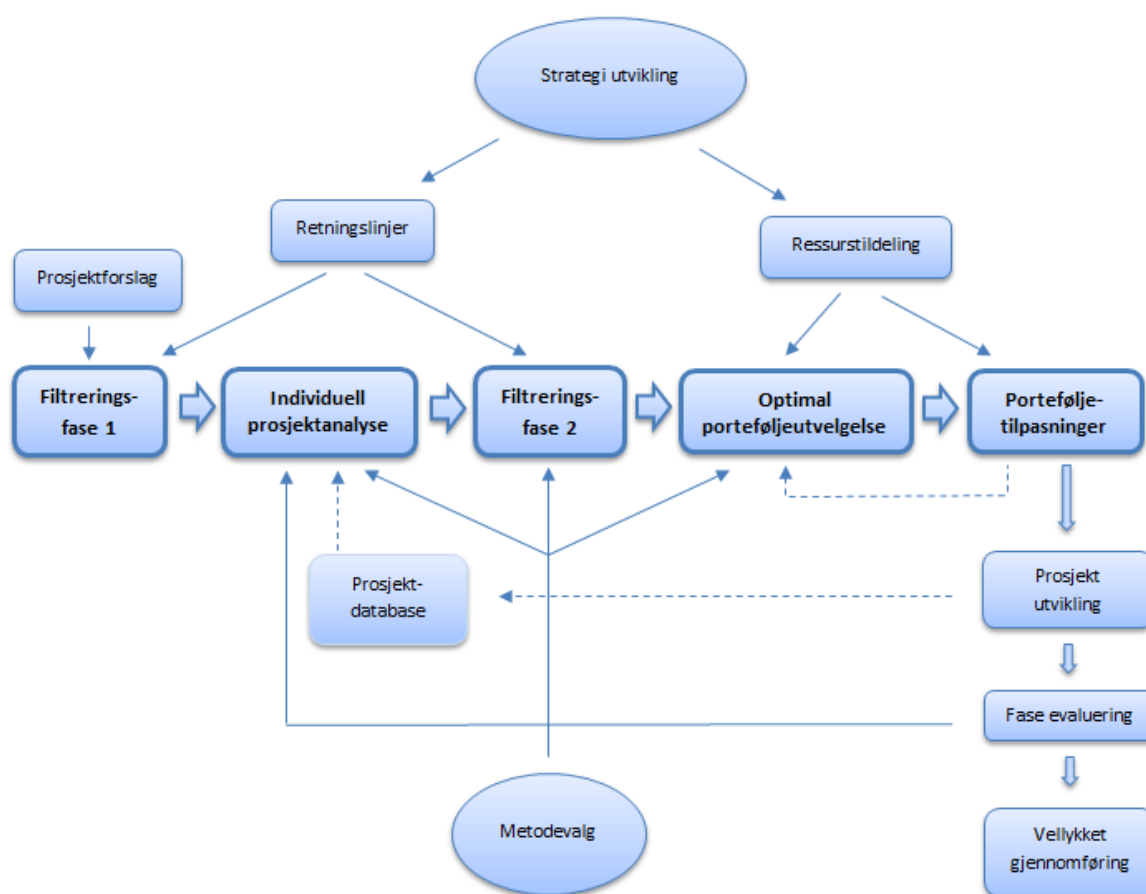 Strategi utvikling
Retningslinjer
Ressurstildeling
Prosjektforslag
Filtrerings-
fase 1
Individuell
prosjektanalyse
Filtrerings-
fase 2
Optimal
porteføljeutvelgelse
Portefølje-
tilpasninger
Prosjekt-
database
Prosjekt
utvikling
Fase evaluering
Metodevalg
Vellykket
gjennomføring